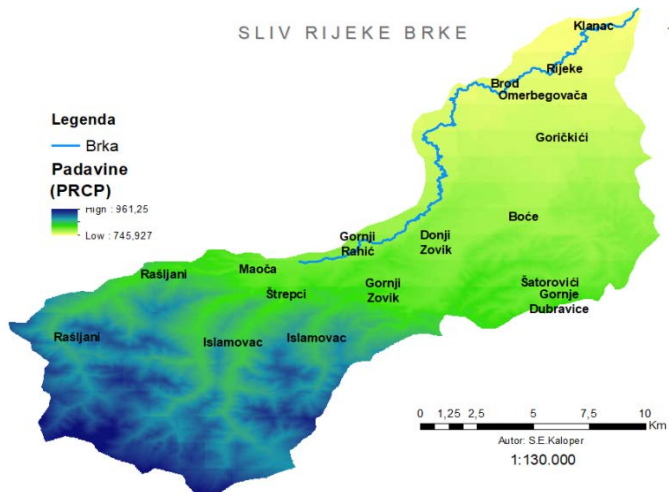 SLIV RIJEKE BRKE
Klanac
Rijeke
Brod
Omerbegovača
Legenda
Brka
Goričkići
Padavine
(PRCP)
High : 961,25
Low : 745,927
Boće
Gornji
Rahić
Donji
Zovik
Maoča
Rašljani
Štrepci
Gornji
Zovik
Šatorovići
Gornje
Dubravice
Rašljani
Islamovac
Islamovac
0 1,25 2,5 5 7,5 10
Km
Autor: S.E.Kaloper
1:130.000